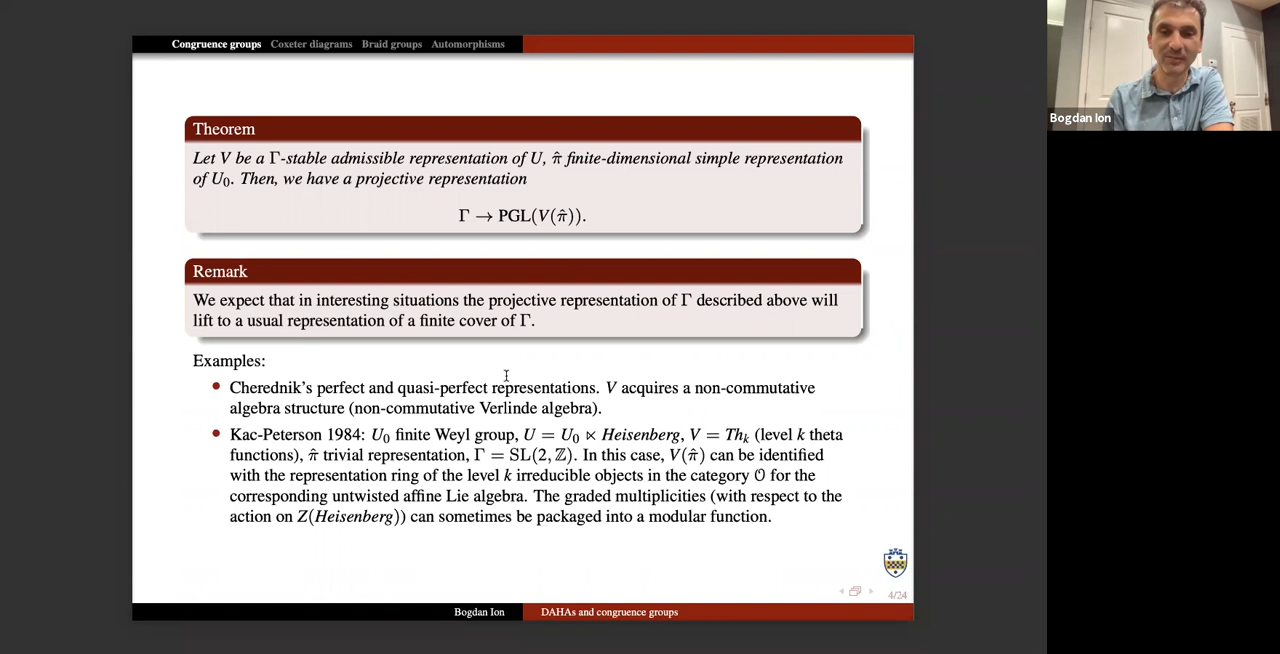 Congruence groups Coxeter diagrams Braid groups Automorphisms
Theorem
Let V be a Γ-stable admissible representation of U, π̂ finite-dimensional simple representation
of U₀. Then, we have a projective representation
Γ → PGL(V(π̂)).
Remark
We expect that in interesting situations the projective representation of Γ described above will
lift to a usual representation of a finite cover of Γ.
Examples:
• Cherednik's perfect and quasi-perfect representations. V acquires a non-commutative
algebra structure (non-commutative Verlinde algebra).
• Kac-Peterson 1984: U₀ finite Weyl group, U = U₀ ⋉ Heisenberg, V = Thₖ (level k theta
functions), π̂ trivial representation, Γ = SL(2, ℤ). In this case, V(π̂) can be identified
with the representation ring of the level k irreducible objects in the category 𝒪 for the
corresponding untwisted affine Lie algebra. The graded multiplicities (with respect to the
action on Z(Heisenberg)) can sometimes be packaged into a modular function.
4/24
Bogdan Ion DAHAs and congruence groups
Bogdan Ion